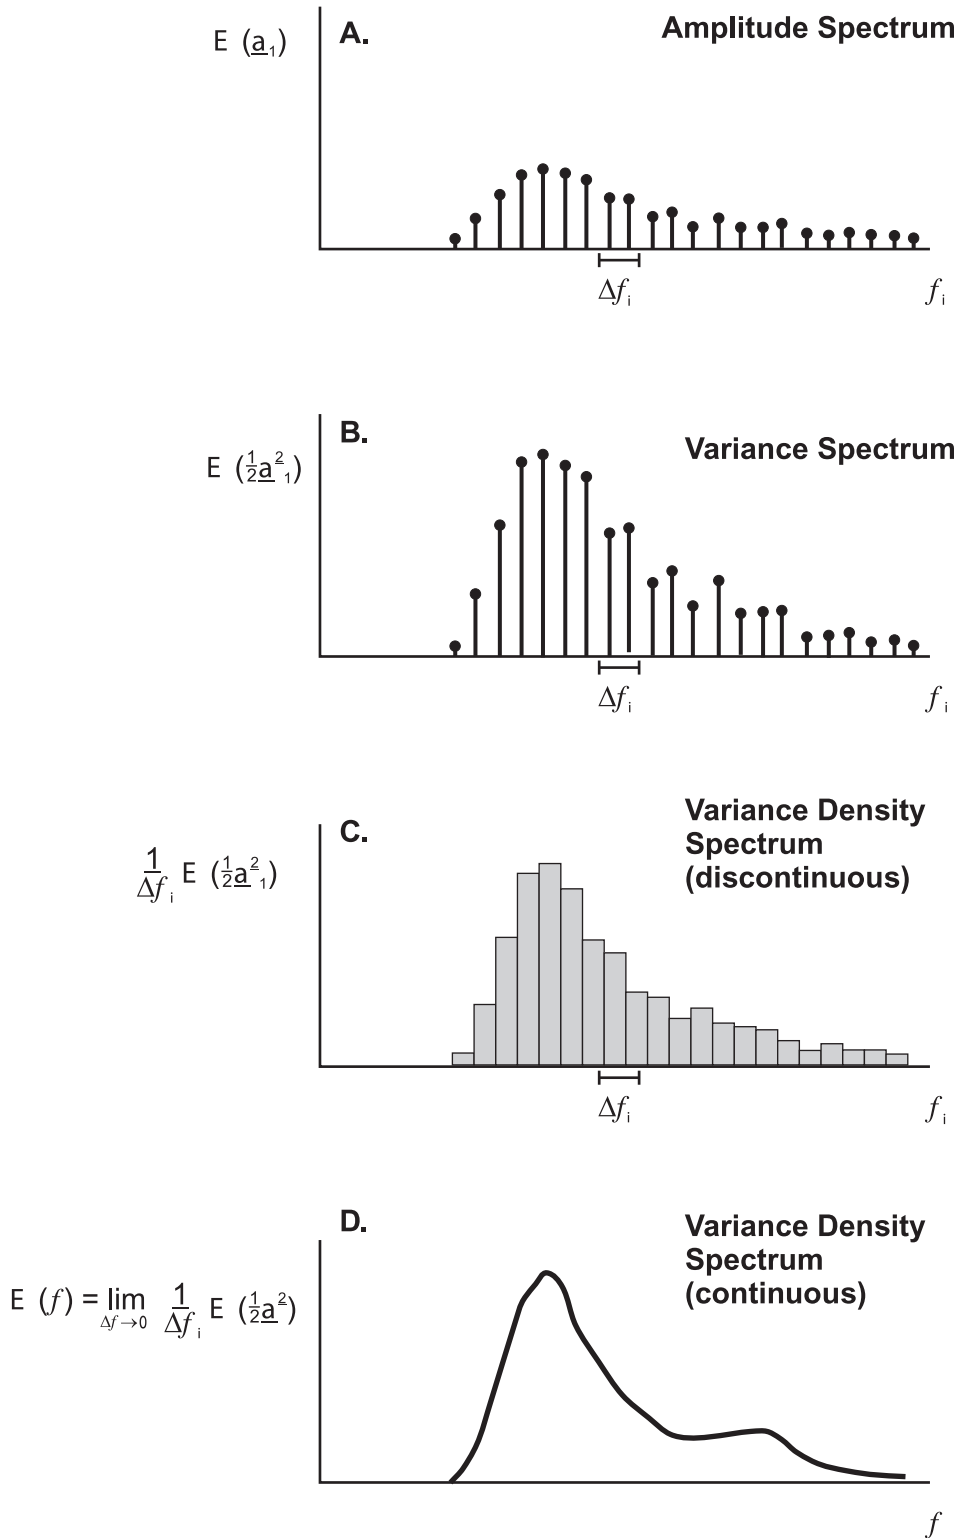 A.
Amplitude Spectrum
E (a₁)
Δfᵢ
fᵢ
B.
Variance Spectrum
E (½a²₁)
Δfᵢ
fᵢ
C.
Variance Density
Spectrum
(discontinuous)
1/Δfᵢ E (½a²₁)
Δfᵢ
fᵢ
D.
Variance Density
Spectrum
(continuous)
E (f) = lim Δf→0 1/Δfᵢ E (½a²)
f